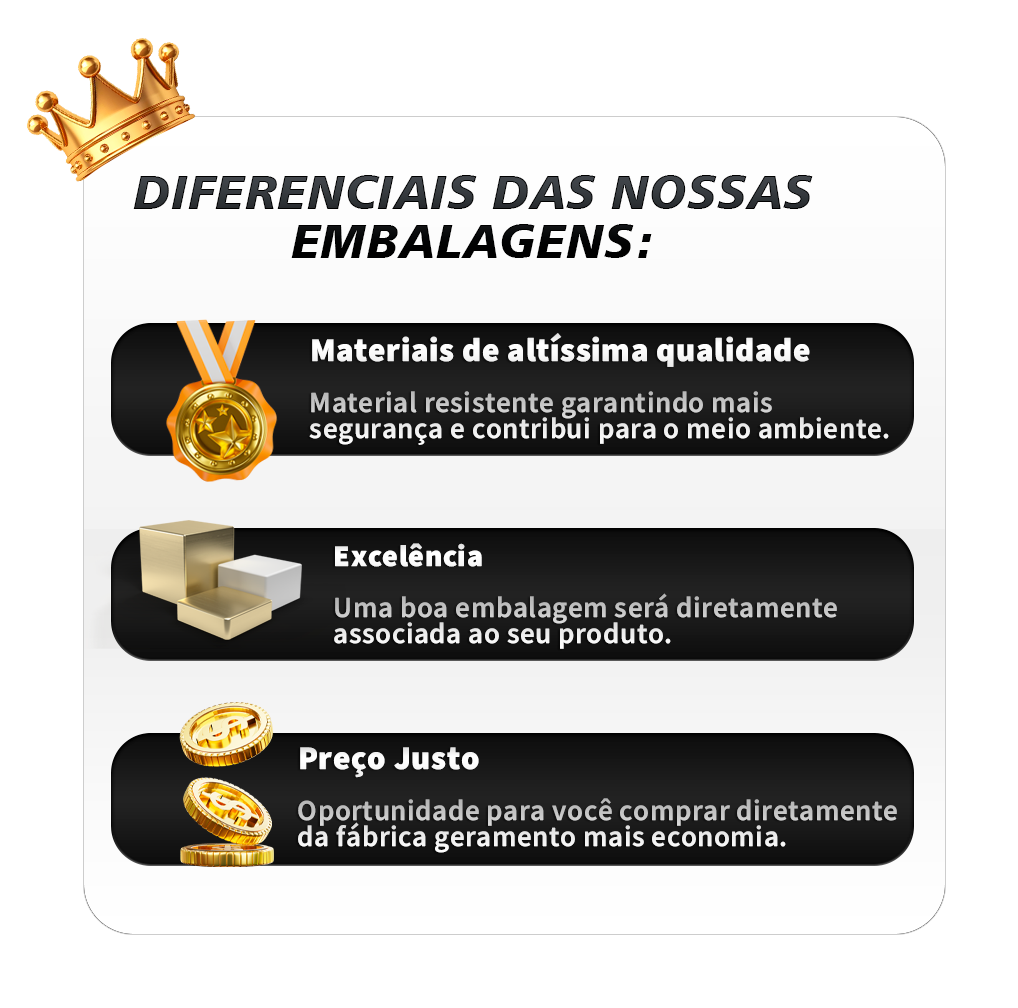 DIFERENCIAIS DAS NOSSAS
EMBALAGENS:
Materiais de altíssima qualidade
Material resistente garantindo mais
segurança e contribui para o meio ambiente.
Excelência
Uma boa embalagem será diretamente
associada ao seu produto.
Preço Justo
Oportunidade para você comprar diretamente
da fábrica geramento mais economia.